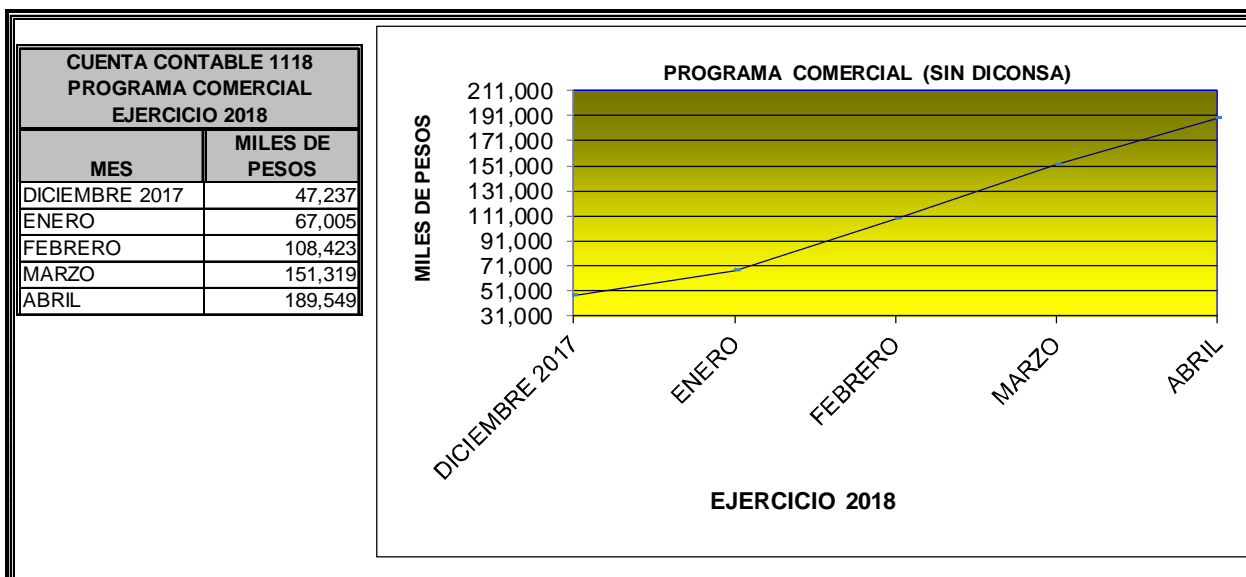 CUENTA CONTABLE 1118
PROGRAMA COMERCIAL
EJERCICIO 2018
MES MILES DE PESOS
DICIEMBRE 2017 47,237
ENERO 67,005
FEBRERO 108,423
MARZO 151,319
ABRIL 189,549
PROGRAMA COMERCIAL (SIN DICONSA)
MILES DE PESOS
211,000
191,000
171,000
151,000
131,000
111,000
91,000
71,000
51,000
31,000
DICIEMBRE 2017
ENERO
FEBRERO
MARZO
ABRIL
EJERCICIO 2018